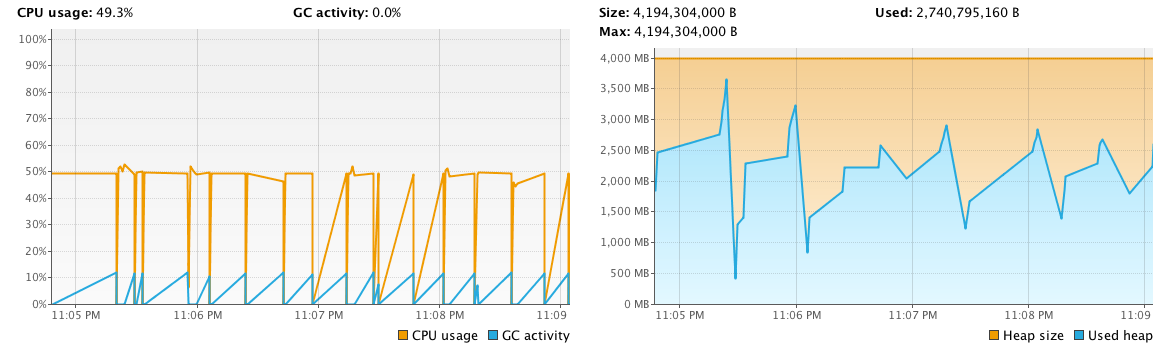 CPU usage: 49.3% GC activity: 0.0%
100%
90%
80%
70%
60%
50%
40%
30%
20%
10%
0%
11:05 PM 11:06 PM 11:07 PM 11:08 PM 11:09
CPU usage GC activity
Size: 4,194,304,000 B Used: 2,740,795,160 B
Max: 4,194,304,000 B
4,000 MB
3,500 MB
3,000 MB
2,500 MB
2,000 MB
1,500 MB
1,000 MB
500 MB
0 MB
11:05 PM 11:06 PM 11:07 PM 11:08 PM 11:09
Heap size Used heap